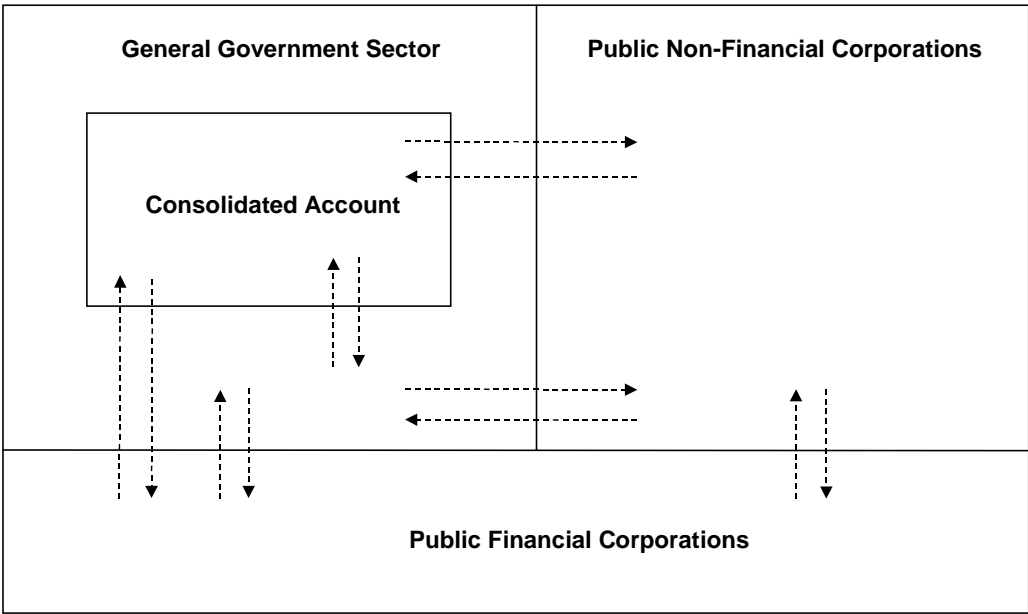 General Government Sector
Public Non-Financial Corporations
Consolidated Account
Public Financial Corporations